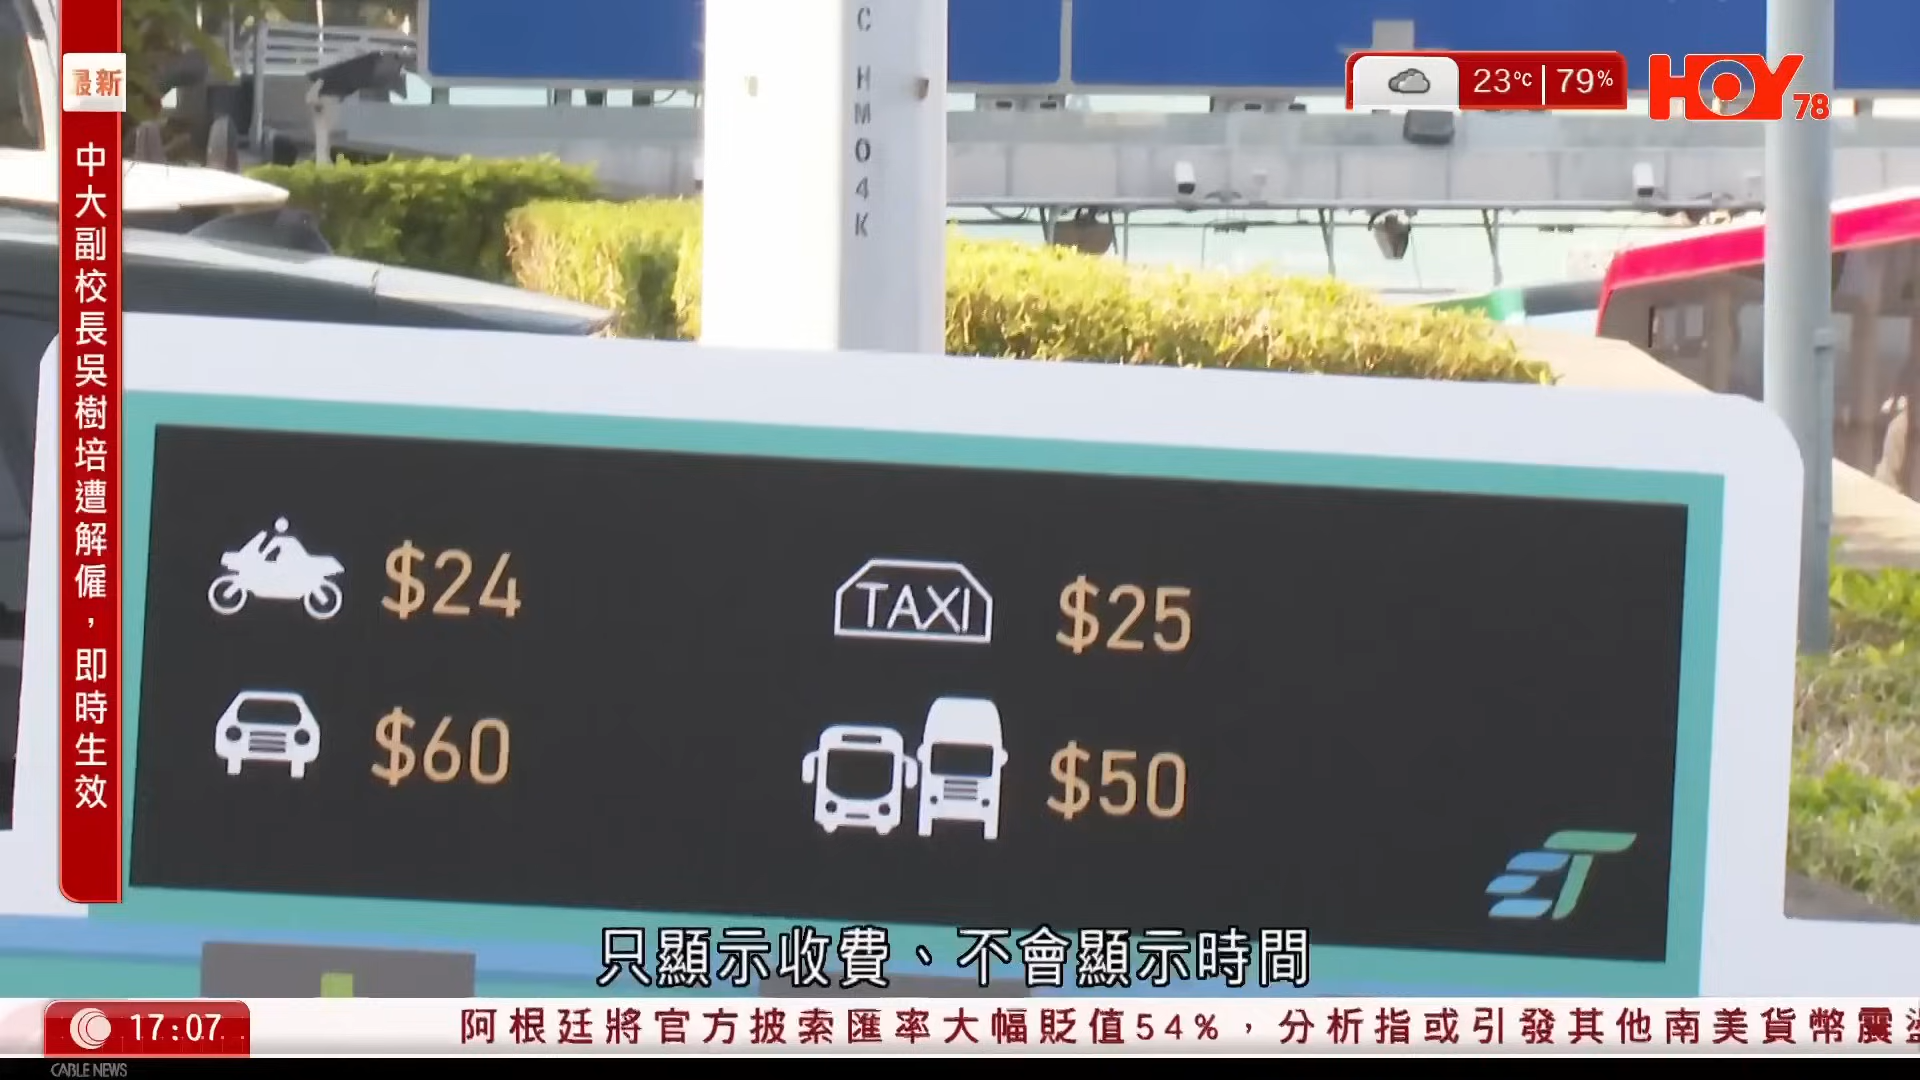 最新
中大副校長吳樹培遭解僱，即時生效
23°C 79%
HOY 78
C HM04K
$24
TAXI $25
$60
$50
ET
只顯示收費、不會顯示時間
17:07
阿根廷將官方披索匯率大幅貶值54%，分析指或引發其他南美貨幣震盪
CABLE NEWS